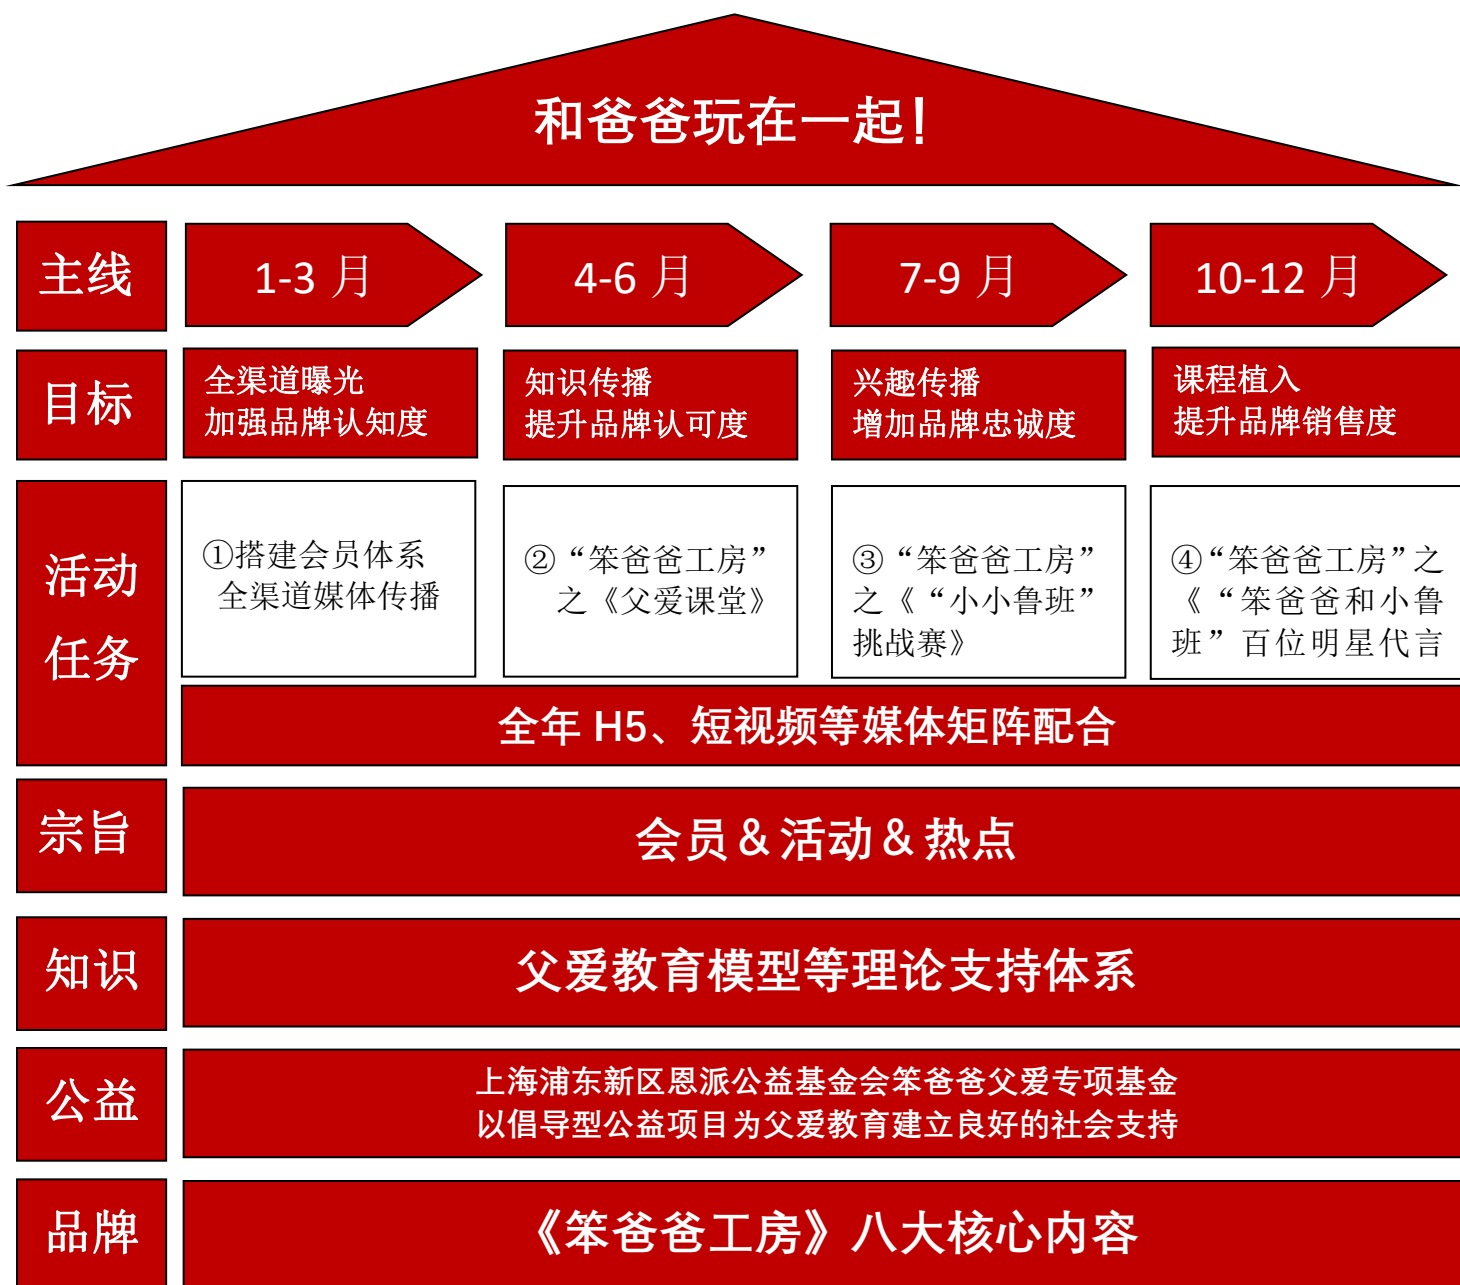 和爸爸玩在一起！
主线
1-3 月
4-6 月
7-9 月
10-12 月
目标
全渠道曝光
加强品牌认知度
知识传播
提升品牌认可度
兴趣传播
增加品牌忠诚度
课程植入
提升品牌销售度
活动
任务
①搭建会员体系
全渠道媒体传播
②“笨爸爸工房”
之《父爱课堂》
③“笨爸爸工房”
之《“小小鲁班”
挑战赛》
④“笨爸爸工房”之
《“笨爸爸和小鲁
班”百位明星代言
全年 H5、短视频等媒体矩阵配合
宗旨
会员＆活动＆热点
知识
父爱教育模型等理论支持体系
公益
上海浦东新区恩派公益基金会笨爸爸父爱专项基金
以倡导型公益项目为父爱教育建立良好的社会支持
品牌
《笨爸爸工房》八大核心内容